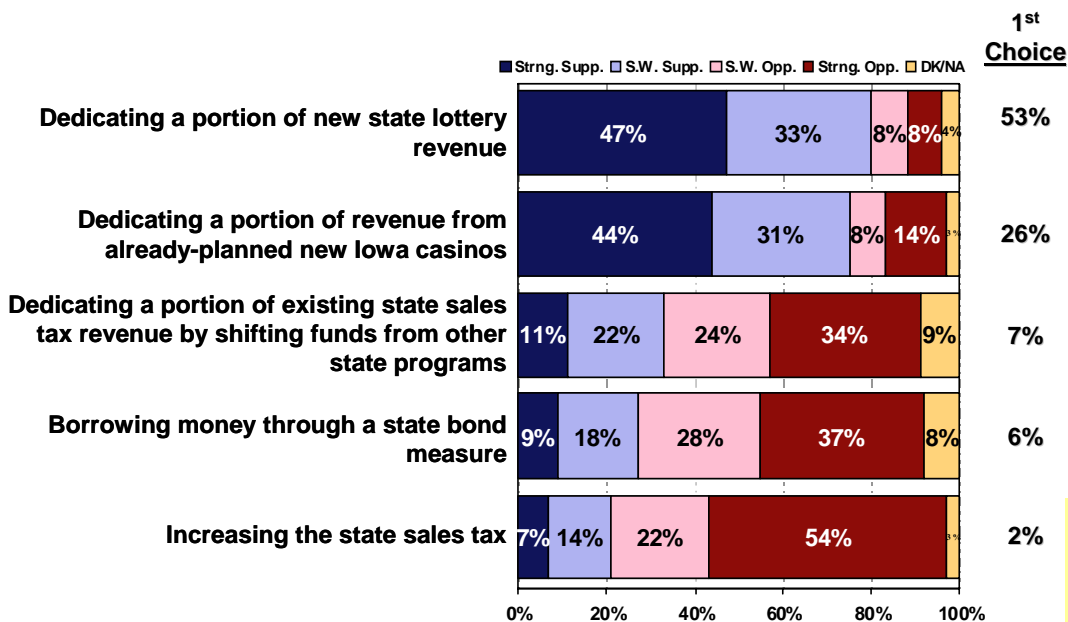 1st
Choice
Strng. Supp. S.W. Supp. S.W. Opp. Strng. Opp. DK/NA
Dedicating a portion of new state lottery
revenue
47% 33% 8% 8% 4% 53%
Dedicating a portion of revenue from
already-planned new Iowa casinos
44% 31% 8% 14% 3% 26%
Dedicating a portion of existing state sales
tax revenue by shifting funds from other
state programs
11% 22% 24% 34% 9% 7%
Borrowing money through a state bond
measure
9% 18% 28% 37% 8% 6%
Increasing the state sales tax
7% 14% 22% 54% 3% 2%
0% 20% 40% 60% 80% 100%